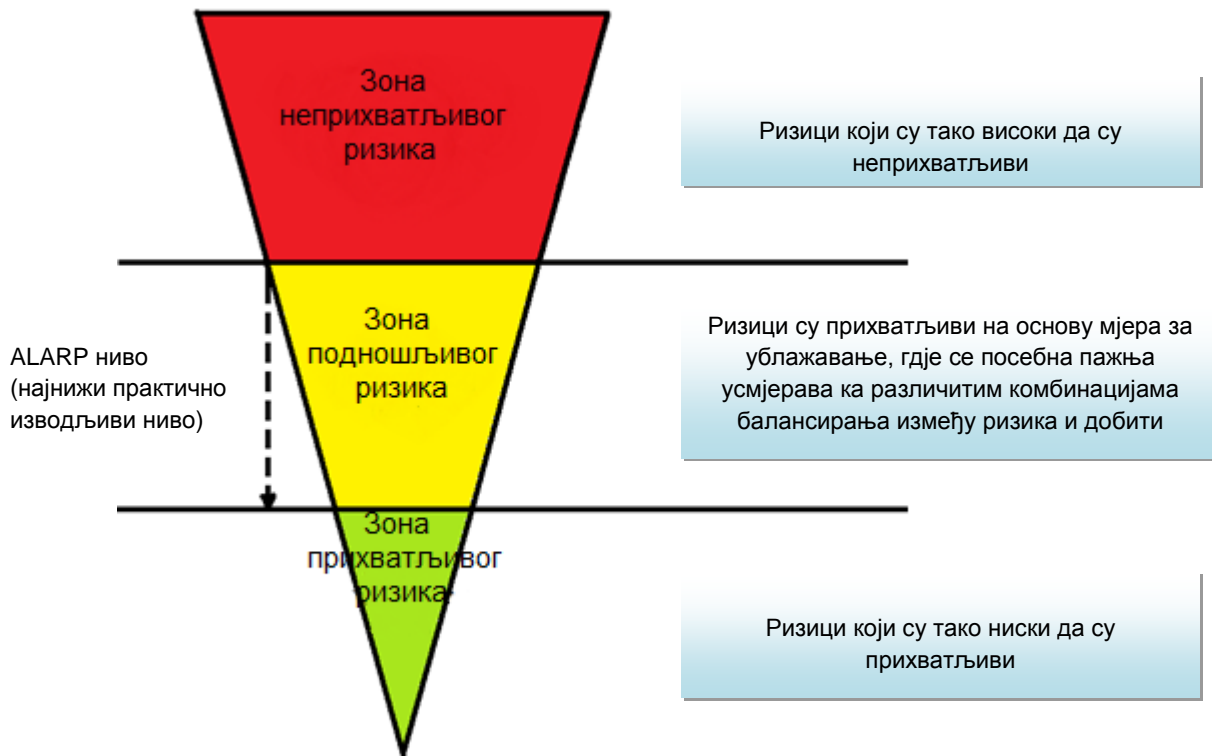 Зона
неприхватљивог
ризика
Ризици који су тако високи да су
неприхватљиви
ALARP ниво
(најнижи практично
изводљиви ниво)
Зона
подношљивог
ризика
Ризици су прихватљиви на основу мјера за
ублажавање, гдје се посебна пажња
усмјерава ка различитим комбинацијама
балансирања између ризика и добити
Зона
прихватљивог
ризика
Ризици који су тако ниски да су
прихватљиви